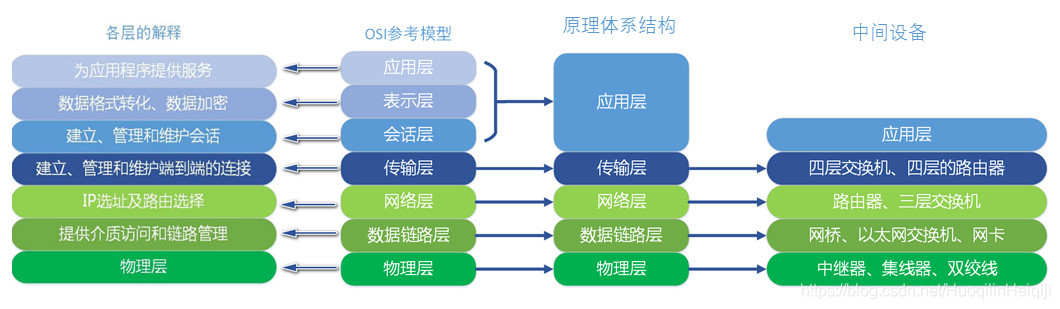 各层的解释 OSI参考模型 原理体系结构 中间设备
为应用程序提供服务 应用层
数据格式转化、数据加密 表示层 应用层
建立、管理和维护会话 会话层 应用层
建立、管理和维护端到端的连接 传输层 传输层 四层交换机、四层的路由器
IP选址及路由选择 网络层 网络层 路由器、三层交换机
提供介质访问和链路管理 数据链路层 数据链路层 网桥、以太网交换机、网卡
物理层 物理层 物理层 中继器、集线器、双绞线
https://blog.csdn.net/HuoqilinHeiqiji